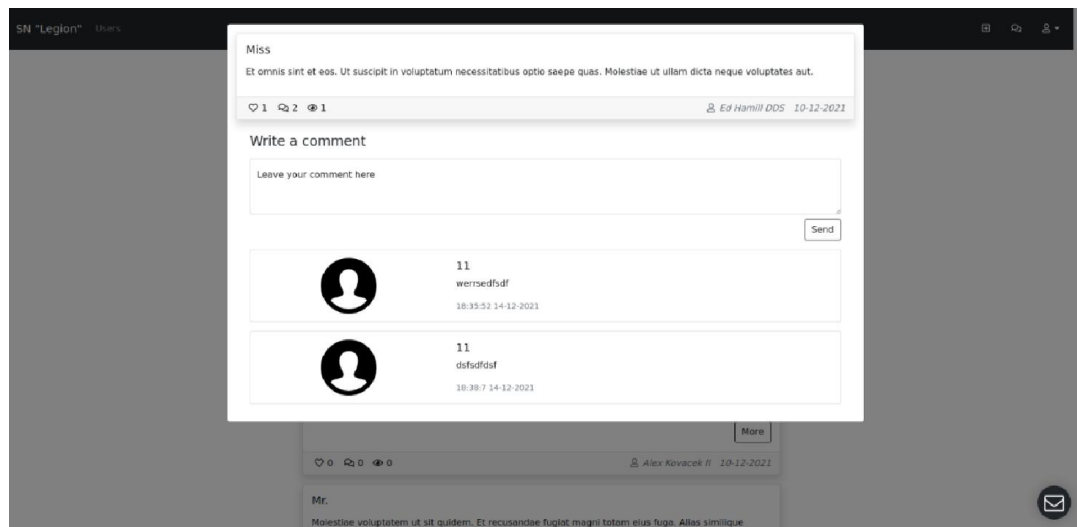 SN "Legion" Users
Miss
Et omnis sint et eos. Ut suscipit in voluptatum necessitatibus optio saepe quas. Molestiae ut ullam dicta neque voluptates aut.
1 2 1 Ed Hamill DDS 10-12-2021
Write a comment
Leave your comment here
Send
11
werrsedfsdf
18:35:52 14-12-2021
11
dsfsdfdsf
18:38:7 14-12-2021
More
0 0 0 Alex Kovacek II 10-12-2021
Mr.
Molestiae voluptatem ut sit quidem. Et recusandae fugiat magni totam eius fuga. Alias similique